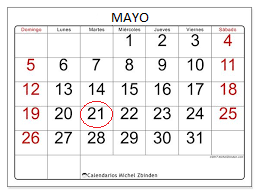 MAYO
Domingo Lunes Martes Miércoles Jueves Viernes Sábado
1 2 3 4
5 6 7 8 9 10 11
12 13 14 15 16 17 18
19 20 21 22 23 24 25
26 27 28 29 30 31
Calendarios Michel Zbinden